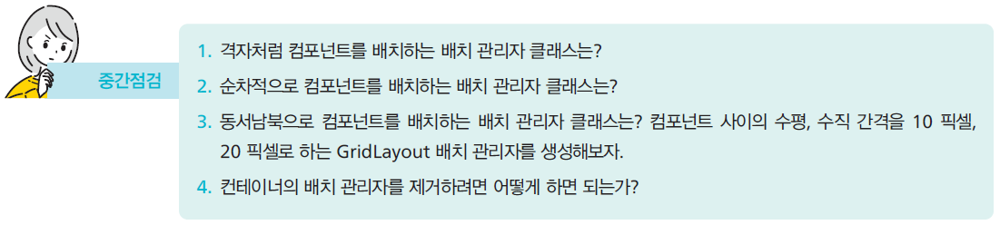 중간점검
1. 격자처럼 컴포넌트를 배치하는 배치 관리자 클래스는?
2. 순차적으로 컴포넌트를 배치하는 배치 관리자 클래스는?
3. 동서남북으로 컴포넌트를 배치하는 배치 관리자 클래스는? 컴포넌트 사이의 수평, 수직 간격을 10 픽셀,
20 픽셀로 하는 GridLayout 배치 관리자를 생성해보자.
4. 컨테이너의 배치 관리자를 제거하려면 어떻게 하면 되는가?